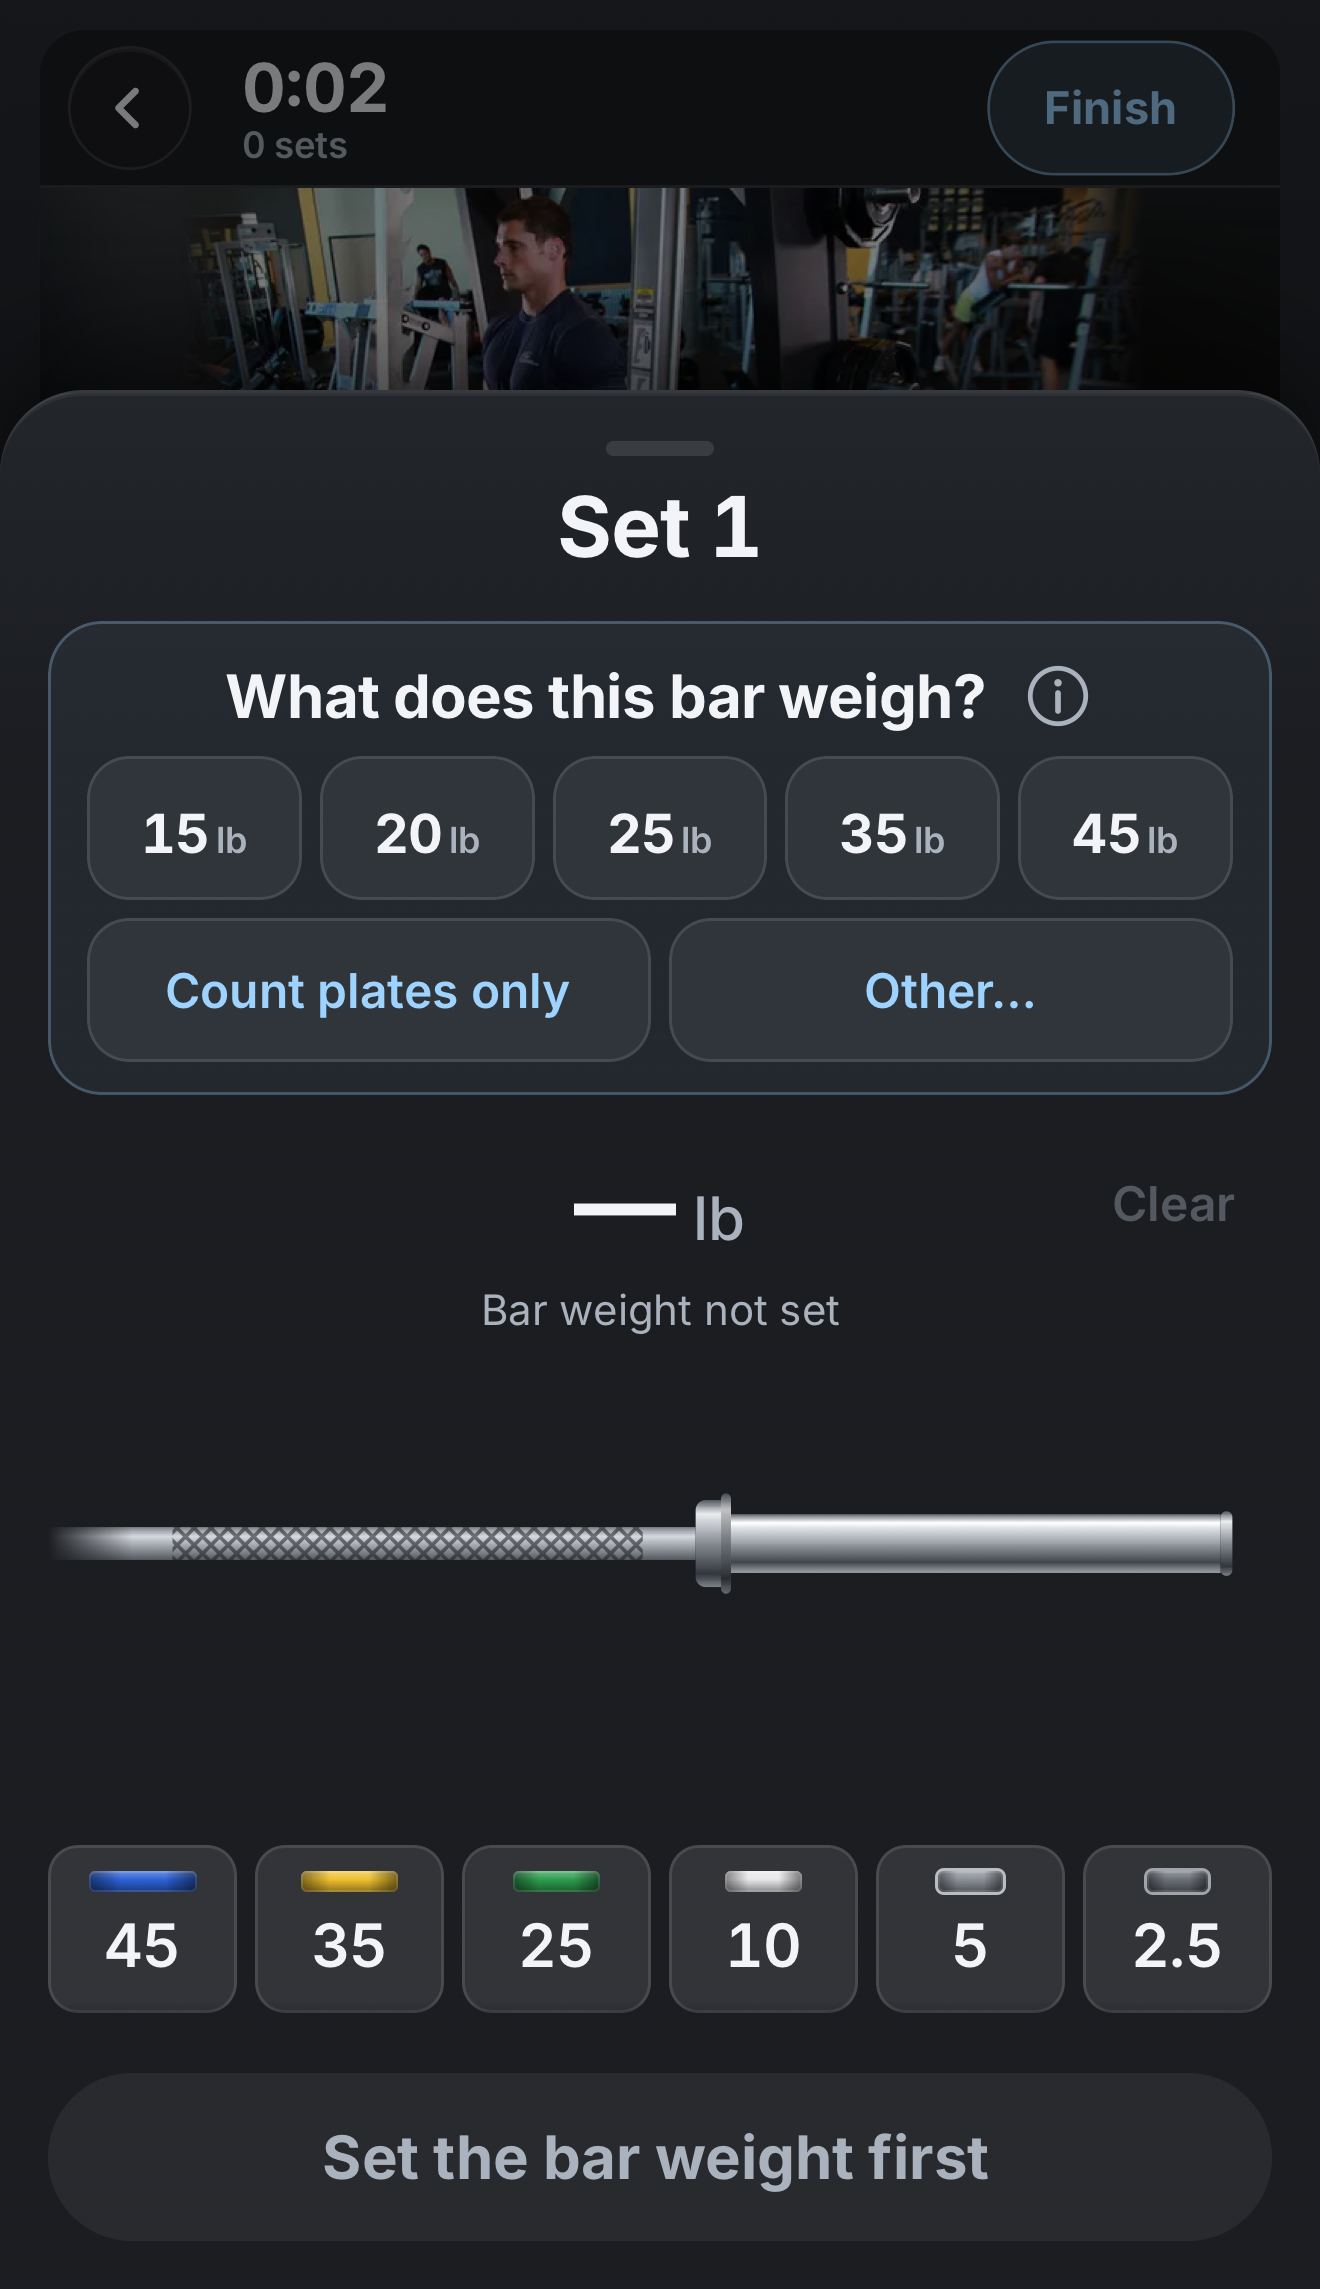 0:02
0 sets
Finish
Set 1
What does this bar weigh?
15 lb 20 lb 25 lb 35 lb 45 lb
Count plates only Other...
— lb
Clear
Bar weight not set
45 35 25 10 5 2.5
Set the bar weight first